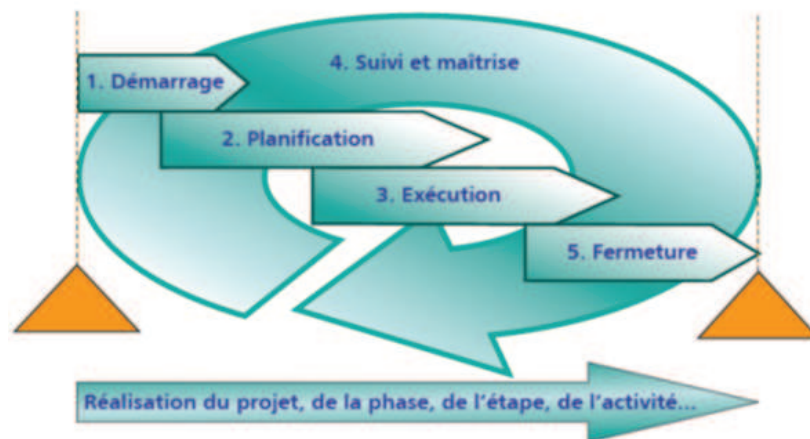 4. Suivi et maîtrise
1. Démarrage
2. Planification
3. Exécution
5. Fermeture
Réalisation du projet, de la phase, de l'étape, de l'activité...